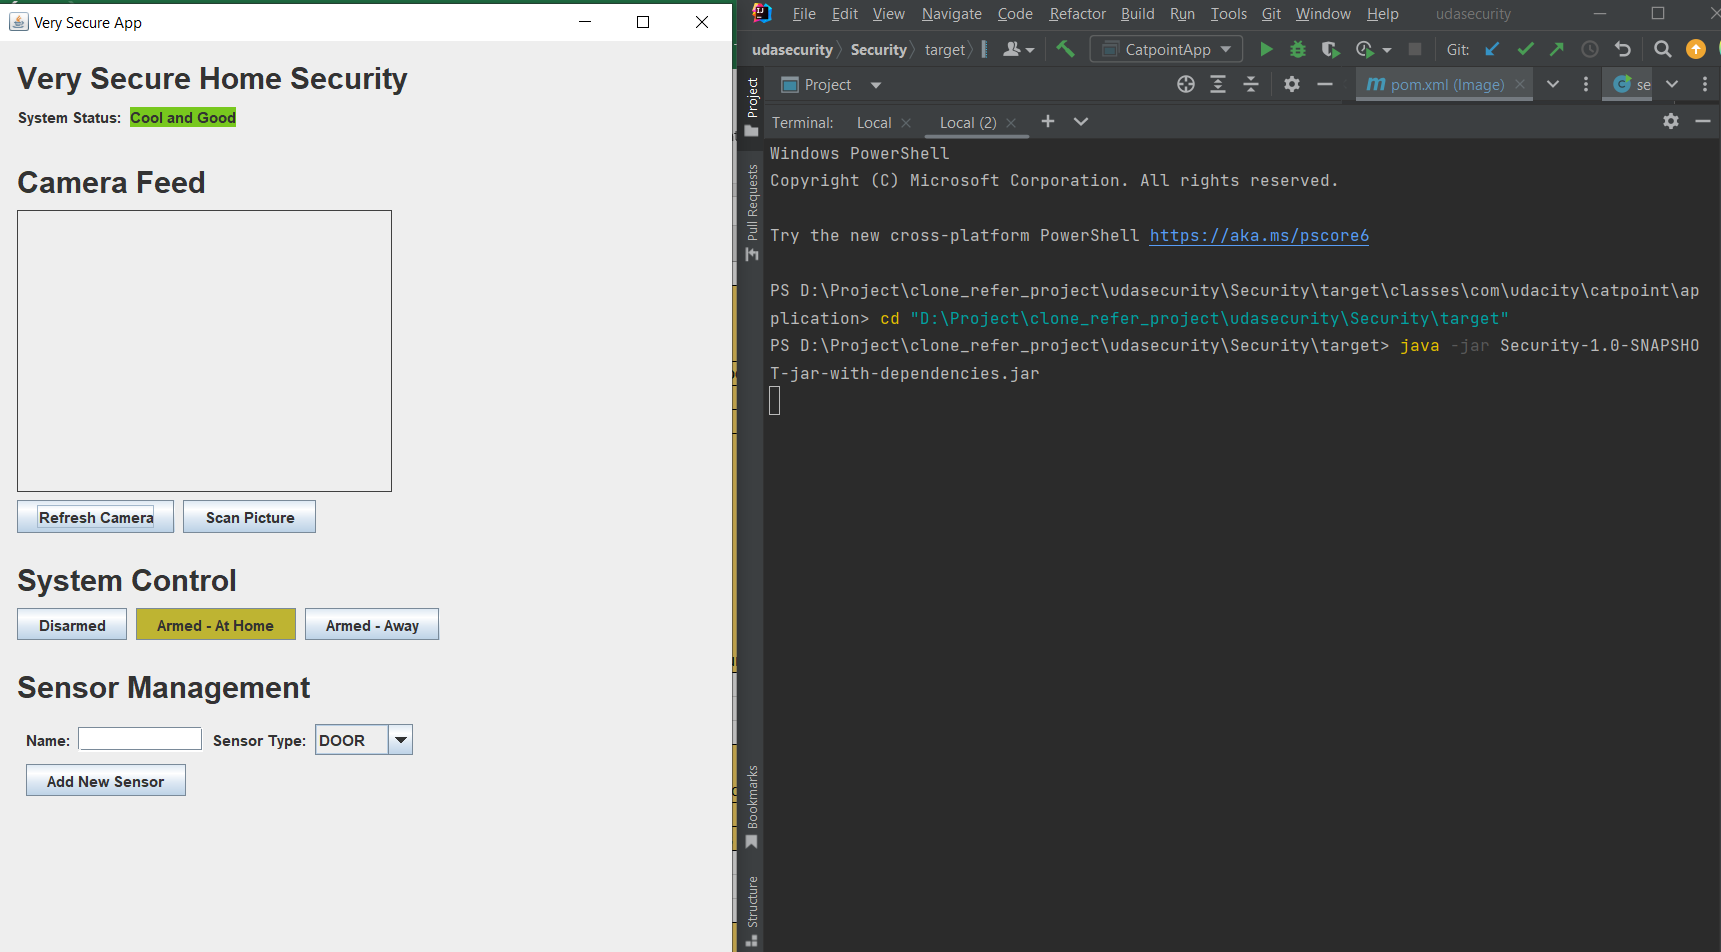 Very Secure App
Very Secure Home Security
System Status: Cool and Good
Camera Feed
Refresh Camera Scan Picture
System Control
Disarmed Armed - At Home Armed - Away
Sensor Management
Name: Sensor Type: DOOR
Add New Sensor
File Edit View Navigate Code Refactor Build Run Tools Git Window Help udasecurity
udasecurity Security target CatpointApp Git:
Project pom.xml (Image) se
Project
Pull Requests
Bookmarks
Structure
Terminal: Local Local (2)
Windows PowerShell
Copyright (C) Microsoft Corporation. All rights reserved.
Try the new cross-platform PowerShell https://aka.ms/pscore6
PS D:\Project\clone_refer_project\udasecurity\Security\target\classes\com\udacity\catpoint\ap
plication> cd "D:\Project\clone_refer_project\udasecurity\Security\target"
PS D:\Project\clone_refer_project\udasecurity\Security\target> java -jar Security-1.0-SNAPSHO
T-jar-with-dependencies.jar